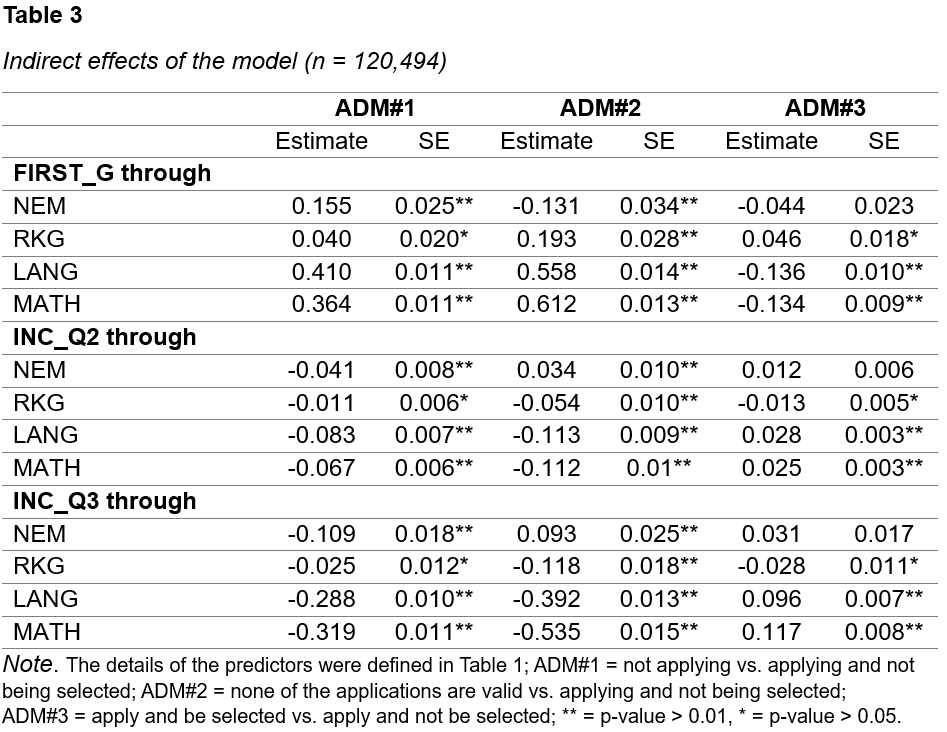 Table 3
Indirect effects of the model (n = 120,494)
ADM#1 ADM#2 ADM#3
Estimate SE Estimate SE Estimate SE
FIRST_G through
NEM 0.155 0.025** -0.131 0.034** -0.044 0.023
RKG 0.040 0.020* 0.193 0.028** 0.046 0.018*
LANG 0.410 0.011** 0.558 0.014** -0.136 0.010**
MATH 0.364 0.011** 0.612 0.013** -0.134 0.009**
INC_Q2 through
NEM -0.041 0.008** 0.034 0.010** 0.012 0.006
RKG -0.011 0.006* -0.054 0.010** -0.013 0.005*
LANG -0.083 0.007** -0.113 0.009** 0.028 0.003**
MATH -0.067 0.006** -0.112 0.01** 0.025 0.003**
INC_Q3 through
NEM -0.109 0.018** 0.093 0.025** 0.031 0.017
RKG -0.025 0.012* -0.118 0.018** -0.028 0.011*
LANG -0.288 0.010** -0.392 0.013** 0.096 0.007**
MATH -0.319 0.011** -0.535 0.015** 0.117 0.008**
Note. The details of the predictors were defined in Table 1; ADM#1 = not applying vs. applying and not
being selected; ADM#2 = none of the applications are valid vs. applying and not being selected;
ADM#3 = apply and be selected vs. apply and not be selected; ** = p-value > 0.01, * = p-value > 0.05.